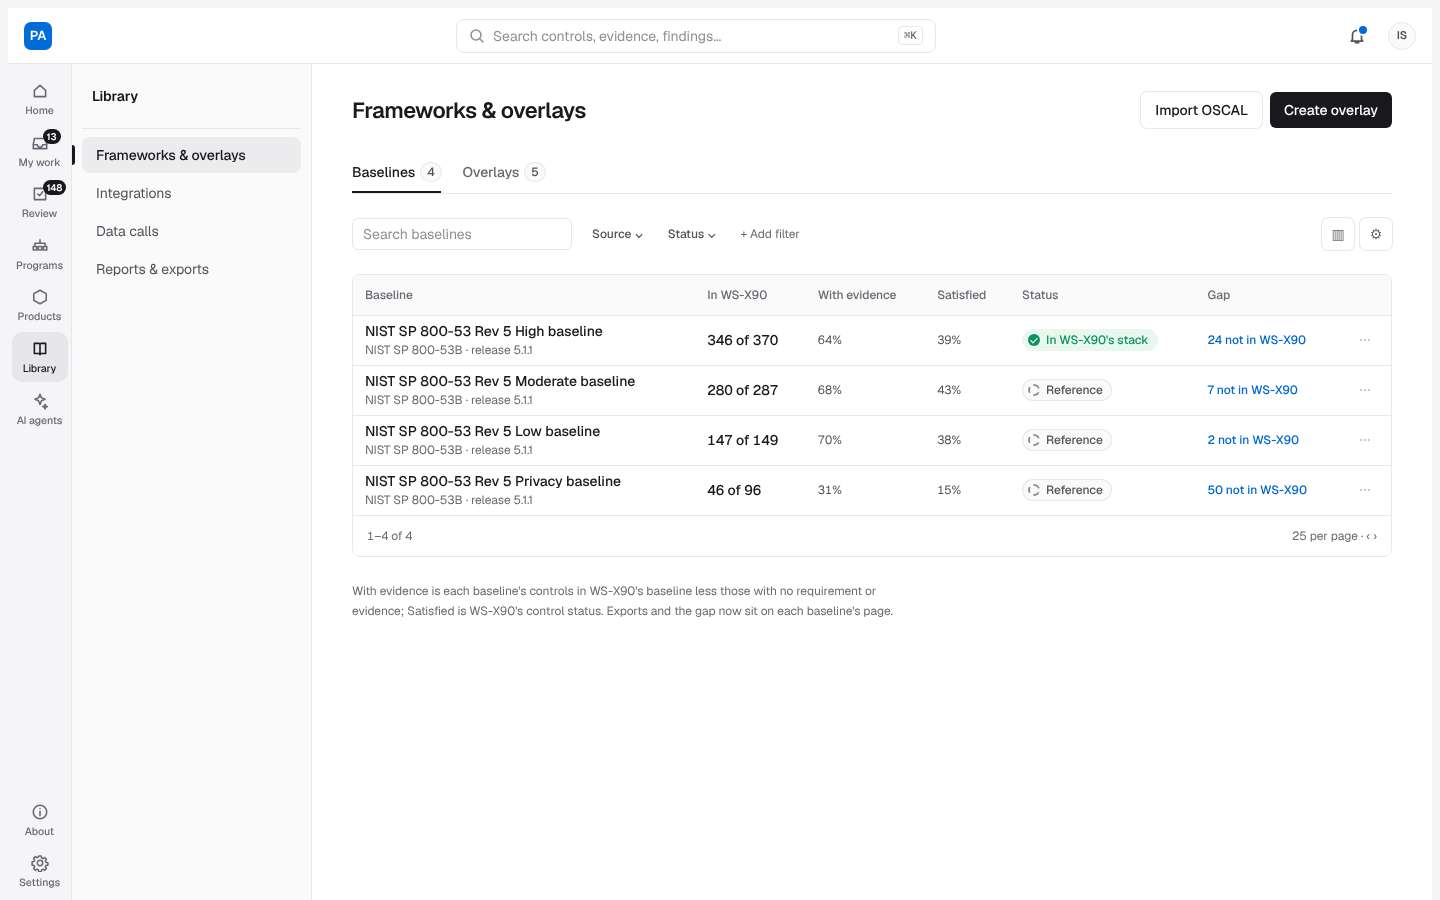 PA
Search controls, evidence, findings...
⌘K
IS
Home
13
My work
148
Review
Programs
Products
Library
AI agents
About
Settings
Library
Frameworks & overlays
Integrations
Data calls
Reports & exports
Frameworks & overlays
Import OSCAL
Create overlay
Baselines 4
Overlays 5
Search baselines
Source
Status
+ Add filter
Baseline In WS-X90 With evidence Satisfied Status Gap
NIST SP 800-53 Rev 5 High baseline
NIST SP 800-53B · release 5.1.1
346 of 370 64% 39% In WS-X90's stack 24 not in WS-X90 ···
NIST SP 800-53 Rev 5 Moderate baseline
NIST SP 800-53B · release 5.1.1
280 of 287 68% 43% Reference 7 not in WS-X90 ···
NIST SP 800-53 Rev 5 Low baseline
NIST SP 800-53B · release 5.1.1
147 of 149 70% 38% Reference 2 not in WS-X90 ···
NIST SP 800-53 Rev 5 Privacy baseline
NIST SP 800-53B · release 5.1.1
46 of 96 31% 15% Reference 50 not in WS-X90 ···
1–4 of 4
25 per page · ‹ ›
With evidence is each baseline's controls in WS-X90's baseline less those with no requirement or
evidence; Satisfied is WS-X90's control status. Exports and the gap now sit on each baseline's page.